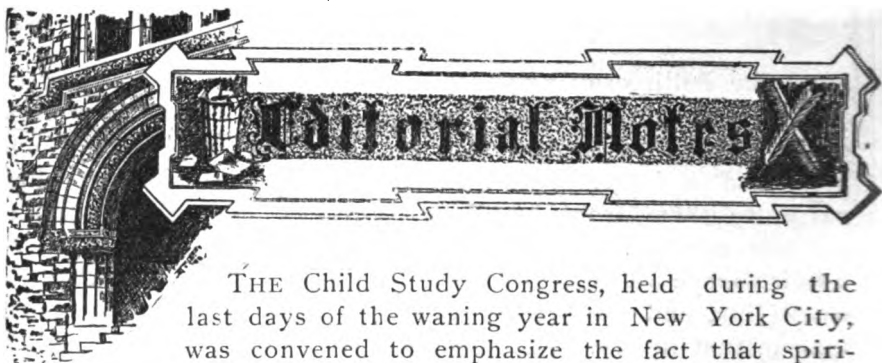 Editorial Notes
THE Child Study Congress, held during the
last days of the waning year in New York City,
was convened to emphasize the fact that spiri-